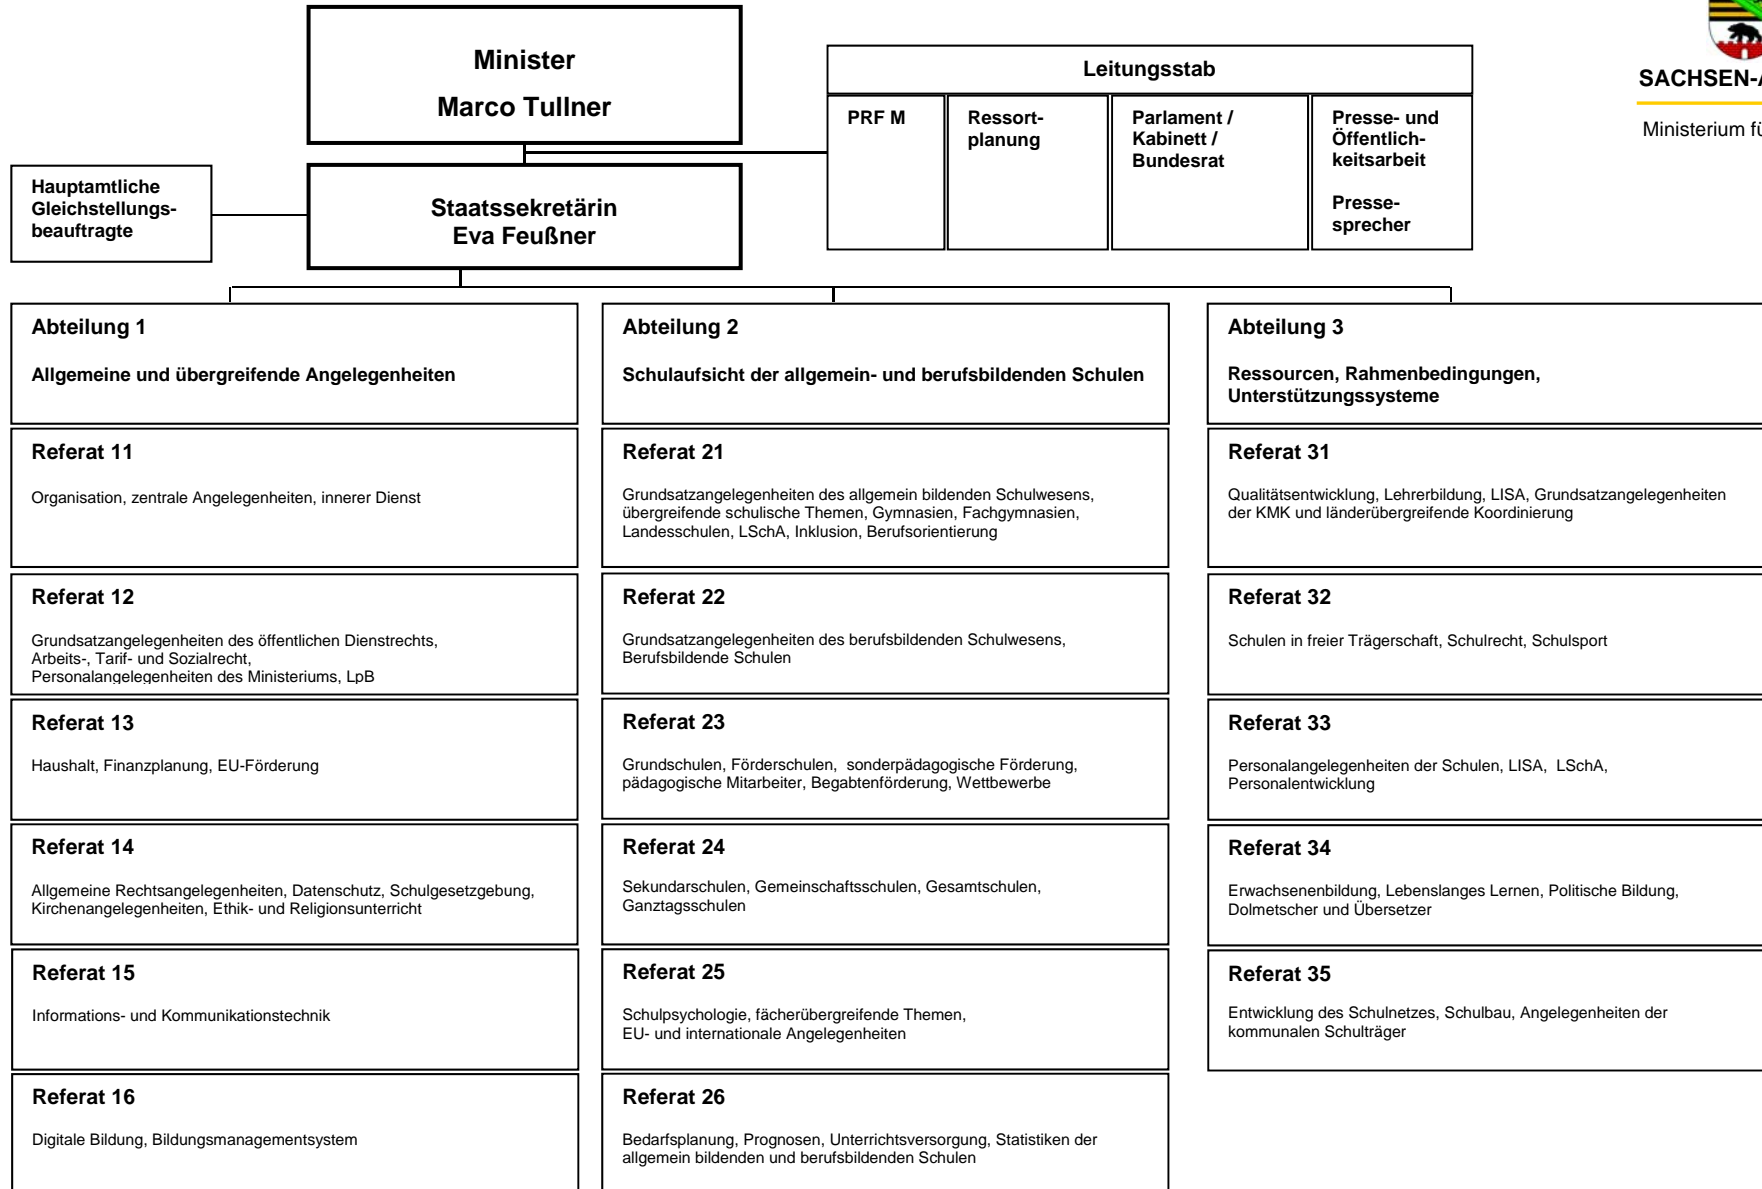 Minister
Marco Tullner
Leitungsstab
PRF M
Ressort-
planung
Parlament /
Kabinett /
Bundesrat
Presse- und
Öffentlich-
keitsarbeit
Presse-
sprecher
SACHSEN-
Ministerium
Hauptamtliche
Gleichstellungs-
beauftragte
Staatssekretärin
Eva Feußner
Abteilung 1
Allgemeine und übergreifende Angelegenheiten
Referat 11
Organisation, zentrale Angelegenheiten, innerer Dienst
Referat 12
Grundsatzangelegenheiten des öffentlichen Dienstrechts,
Arbeits-, Tarif- und Sozialrecht,
Personalangelegenheiten des Ministeriums, LpB
Referat 13
Haushalt, Finanzplanung, EU-Förderung
Referat 14
Allgemeine Rechtsangelegenheiten, Datenschutz, Schulgesetzgebung,
Kirchenangelegenheiten, Ethik- und Religionsunterricht
Referat 15
Informations- und Kommunikationstechnik
Referat 16
Digitale Bildung, Bildungsmanagementsystem
Abteilung 2
Schulaufsicht der allgemein- und berufsbildenden Schulen
Referat 21
Grundsatzangelegenheiten des allgemein bildenden Schulwesens,
übergreifende schulische Themen, Gymnasien, Fachgymnasien,
Landesschulen, LSchA, Inklusion, Berufsorientierung
Referat 22
Grundsatzangelegenheiten des berufsbildenden Schulwesens,
Berufsbildende Schulen
Referat 23
Grundschulen, Förderschulen, sonderpädagogische Förderung,
pädagogische Mitarbeiter, Begabtenförderung, Wettbewerbe
Referat 24
Sekundarschulen, Gemeinschaftsschulen, Gesamtschulen,
Ganztagsschulen
Referat 25
Schulpsychologie, fächerübergreifende Themen,
EU- und internationale Angelegenheiten
Referat 26
Bedarfsplanung, Prognosen, Unterrichtsversorgung, Statistiken der
allgemein bildenden und berufsbildenden Schulen
Abteilung 3
Ressourcen, Rahmenbedingungen,
Unterstützungssysteme
Referat 31
Qualitätsentwicklung, Lehrerbildung, LISA, Grundsatzangelegenheiten
der KMK und länderübergreifende Koordinierung
Referat 32
Schulen in freier Trägerschaft, Schulrecht, Schulsport
Referat 33
Personalangelegenheiten der Schulen, LISA, LSchA,
Personalentwicklung
Referat 34
Erwachsenenbildung, Lebenslanges Lernen, Politische Bildung,
Dolmetscher und Übersetzer
Referat 35
Entwicklung des Schulnetzes, Schulbau, Angelegenheiten der
kommunalen Schulträger